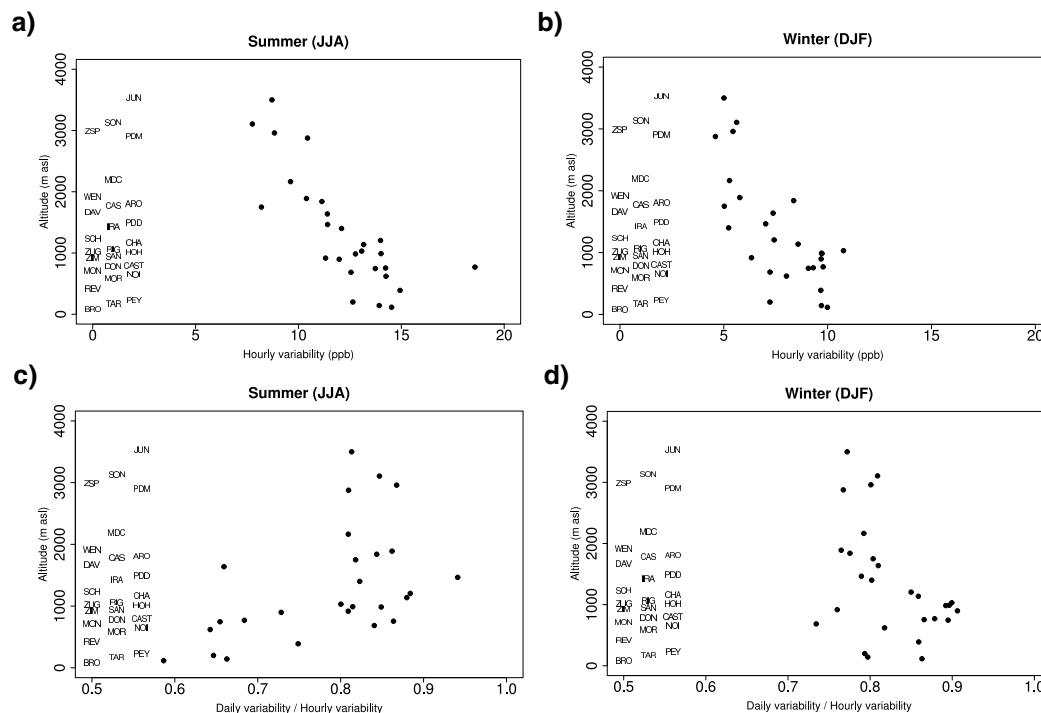 a)
Summer (JJA)
Altitude (m asl)
4000
3000
2000
1000
0
JUN
SON
ZSP
PDM
MDC
WEN
CAS
ARO
DAV
IRA
PDD
SCH
CHA
ZUG
RIG
HOH
ZIM
SAN
MON
DON
CAST
MOR
NOI
REV
BRO
TAR
PEY
0
5
10
15
20
Hourly variability (ppb)
b)
Winter (DJF)
Altitude (m asl)
4000
3000
2000
1000
0
JUN
SON
ZSP
PDM
MDC
WEN
CAS
ARO
DAV
IRA
PDD
SCH
CHA
ZUG
RIG
HOH
ZIM
SAN
MON
DON
CAST
MOR
NOI
REV
BRO
TAR
PEY
0
5
10
15
20
Hourly variability (ppb)
c)
Summer (JJA)
Altitude (m asl)
4000
3000
2000
1000
0
JUN
SON
ZSP
PDM
MDC
WEN
CAS
ARO
DAV
IRA
PDD
SCH
CHA
ZUG
RIG
HOH
ZIM
SAN
MON
DON
CAST
MOR
NOI
REV
BRO
TAR
PEY
0.5
0.6
0.7
0.8
0.9
1.0
Daily variability / Hourly variability
d)
Winter (DJF)
Altitude (m asl)
4000
3000
2000
1000
0
JUN
SON
ZSP
PDM
MDC
WEN
CAS
ARO
DAV
IRA
PDD
SCH
CHA
ZUG
RIG
HOH
ZIM
SAN
MON
DON
CAST
MOR
NOI
REV
BRO
TAR
PEY
0.5
0.6
0.7
0.8
0.9
1.0
Daily variability / Hourly variability